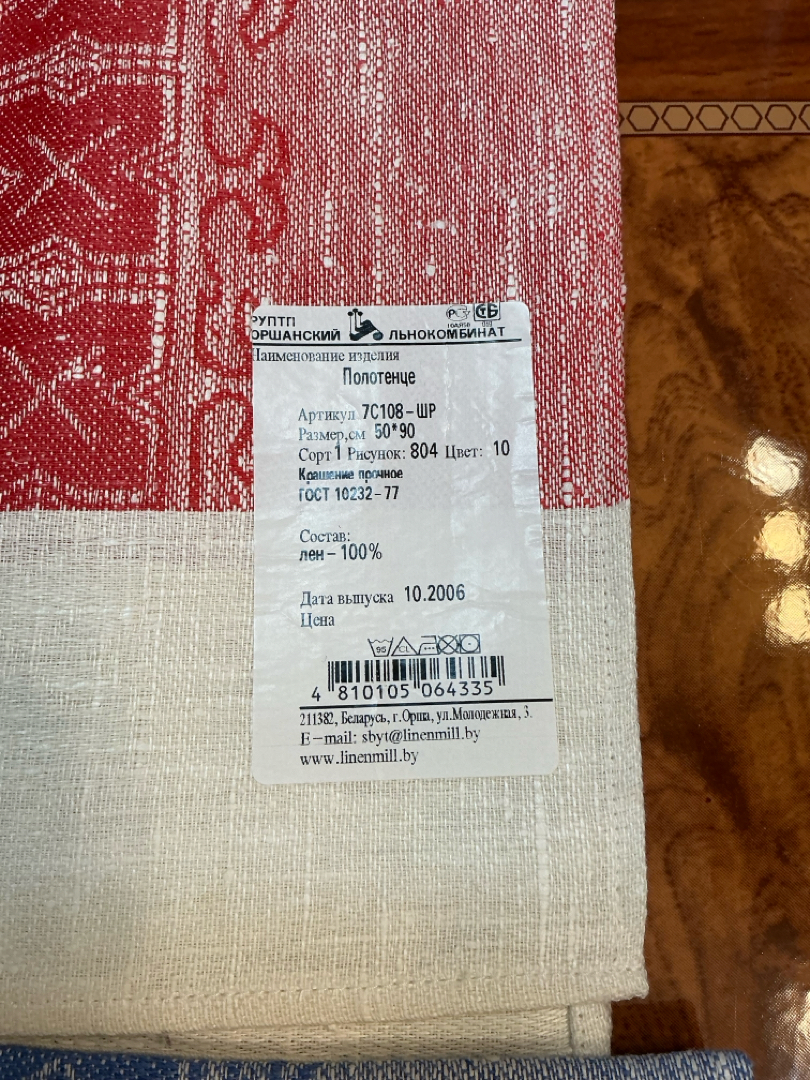 РУПТП
ОРШАНСКИЙ ЛЬНОКОМБИНАТ
Наименование изделия
Полотенце
Артикул 7С108-ШР
Размер,см 50*90
Сорт 1 Рисунок: 804 Цвет: 10
Крашение прочное
ГОСТ 10232-77
Состав:
лен-100%
Дата выпуска 10.2006
Цена
95 CL
4 810105 064335
211382, Беларусь, г.Орша, ул.Молодежная, 3.
E-mail: sbyt@linenmill.by
www.linenmill.by